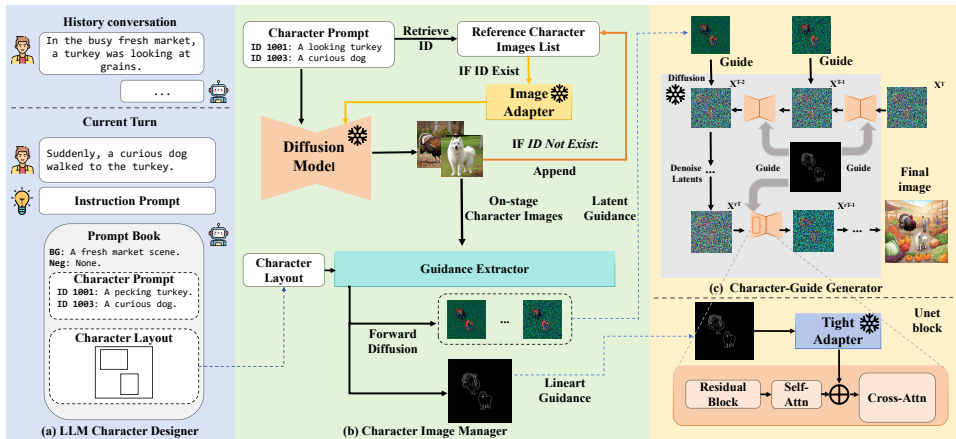 History conversation
In the busy fresh market,
a turkey was looking at
grains.
...
Current Turn
Suddenly, a curious dog
walked to the turkey.
Instruction Prompt
Prompt Book
BG: A fresh market scene.
Neg: None.
Character Prompt
ID 1001: A pecking turkey.
ID 1003: A curious dog.
Character Layout
(a) LLM Character Designer
Character Prompt
ID 1001: A looking turkey
ID 1003: A curious dog
Retrieve
ID
Reference Character
Images List
IF ID Exist
Image
Adapter
Diffusion
Model
IF ID Not Exist:
Append
On-stage
Character Images
Latent
Guidance
Character
Layout
Guidance Extractor
Forward
Diffusion
...
Lineart
Guidance
(b) Character Image Manager
Guide
Guide
Diffusion
X^T-2
X^T-1
X^T
Denoise
Latents
...
Guide
Guide
Final
image
X^rT
X^rT-1
...
(c) Character-Guide Generator
Unet
block
Tight
Adapter
Residual
Block
Self-
Attn
Cross-Attn